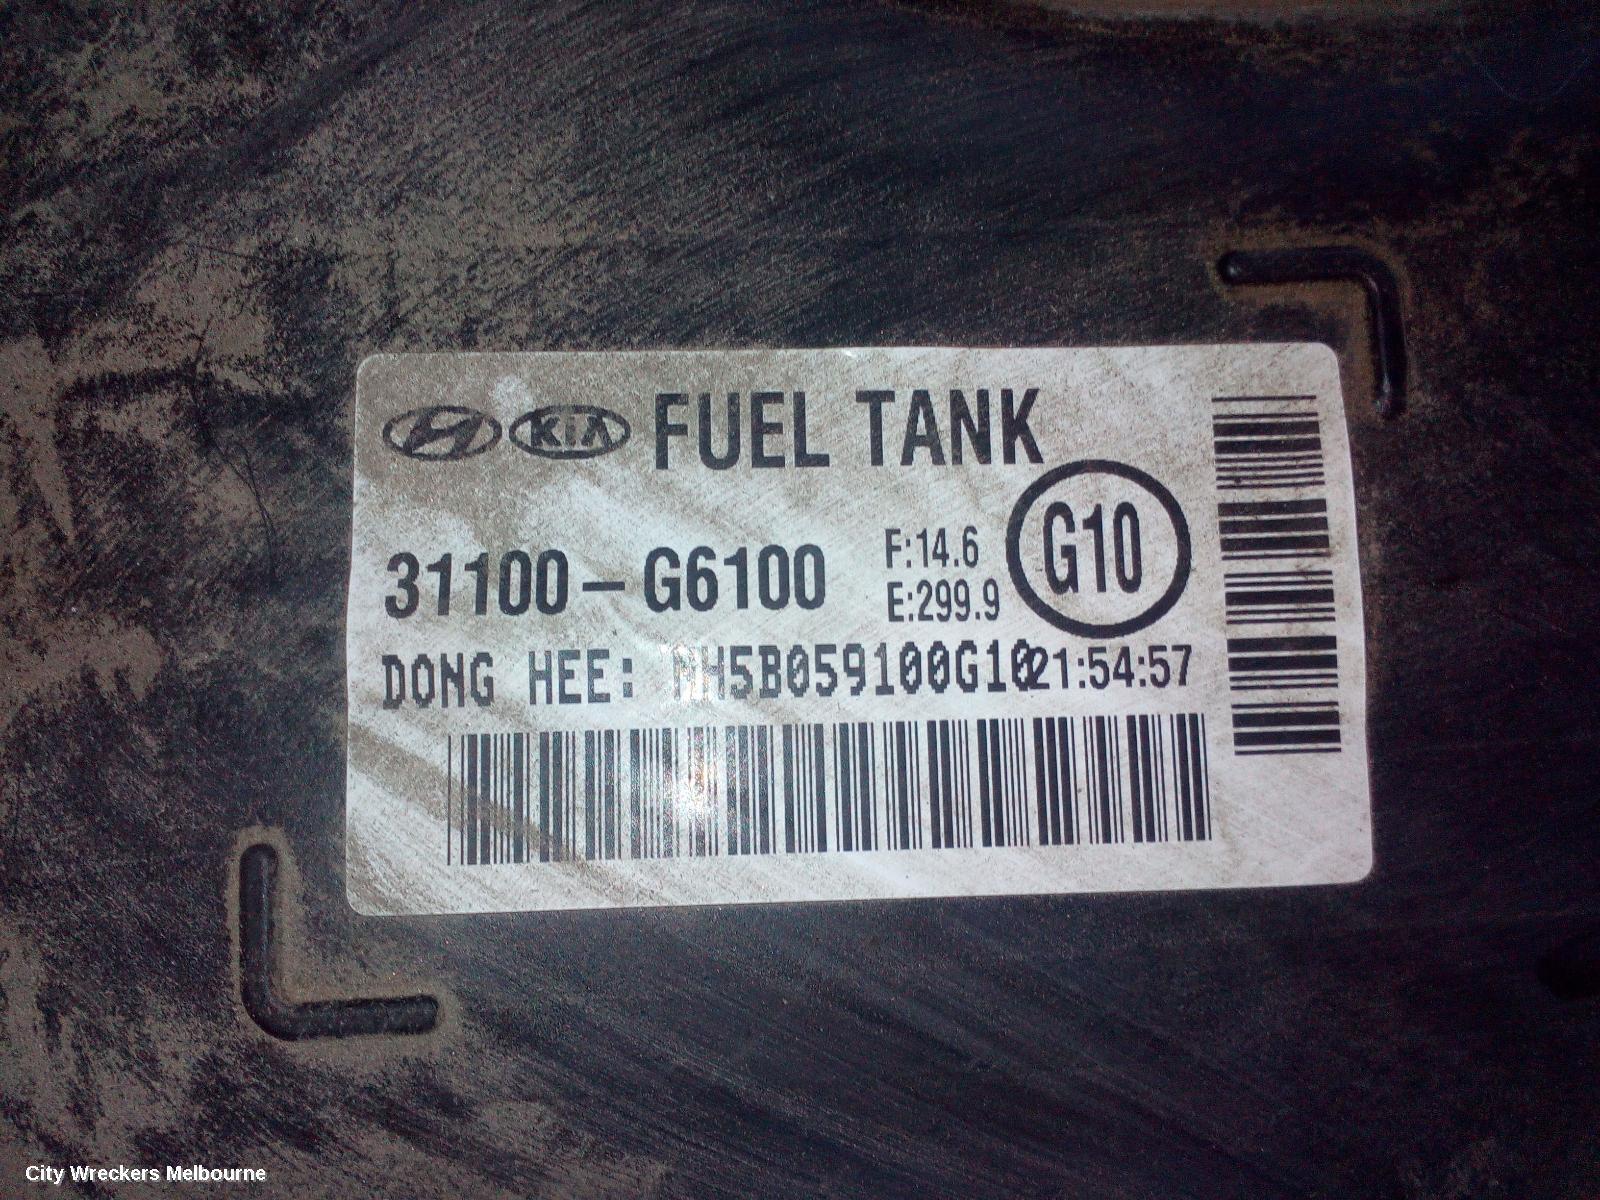 KIA FUEL TANK
31100-G6100
F:14.6
E:299.9
G10
DONG HEE: 21:54:57
City Wreckers Melbourne